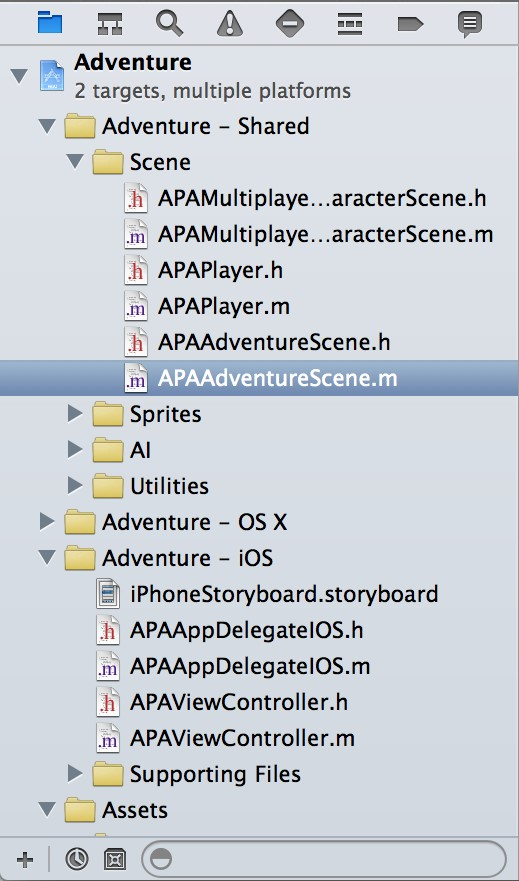 Adventure
2 targets, multiple platforms
Adventure – Shared
Scene
.h APAMultiplaye...aracterScene.h
.m APAMultiplaye...aracterScene.m
.h APAPlayer.h
.m APAPlayer.m
.h APAAdventureScene.h
.m APAAdventureScene.m
Sprites
AI
Utilities
Adventure – OS X
Adventure – iOS
iPhoneStoryboard.storyboard
.h APAAppDelegateIOS.h
.m APAAppDelegateIOS.m
.h APAViewController.h
.m APAViewController.m
Supporting Files
Assets